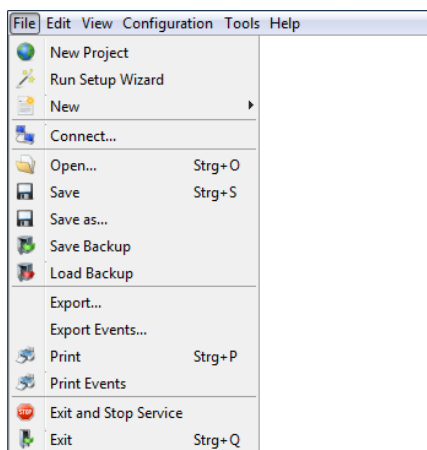 File Edit View Configuration Tools Help
New Project
Run Setup Wizard
New
Connect...
Open... Strg+O
Save Strg+S
Save as...
Save Backup
Load Backup
Export...
Export Events...
Print Strg+P
Print Events
STOP Exit and Stop Service
Exit Strg+Q